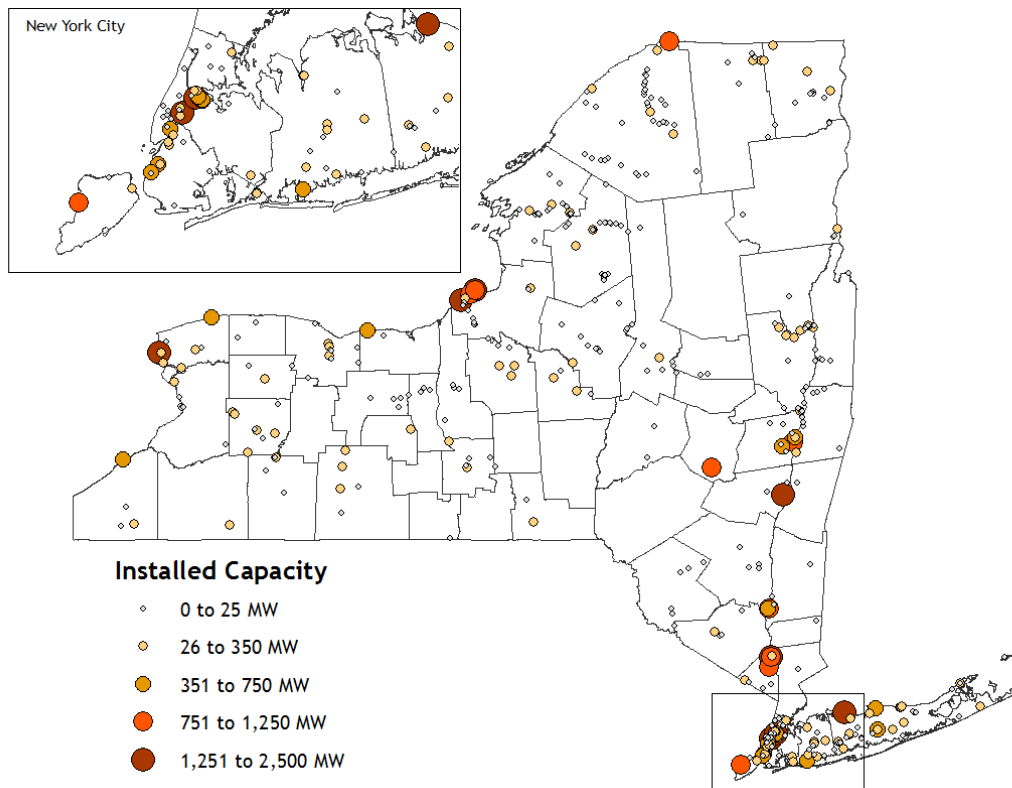 New York City
Installed Capacity
0 to 25 MW
26 to 350 MW
351 to 750 MW
751 to 1,250 MW
1,251 to 2,500 MW